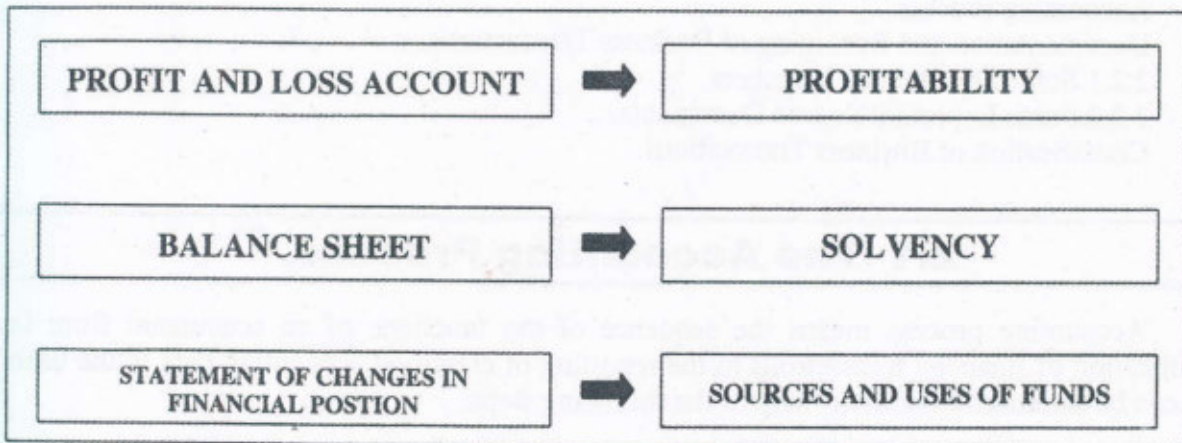 PROFIT AND LOSS ACCOUNT
PROFITABILITY
BALANCE SHEET
SOLVENCY
STATEMENT OF CHANGES IN
FINANCIAL POSTION
SOURCES AND USES OF FUNDS